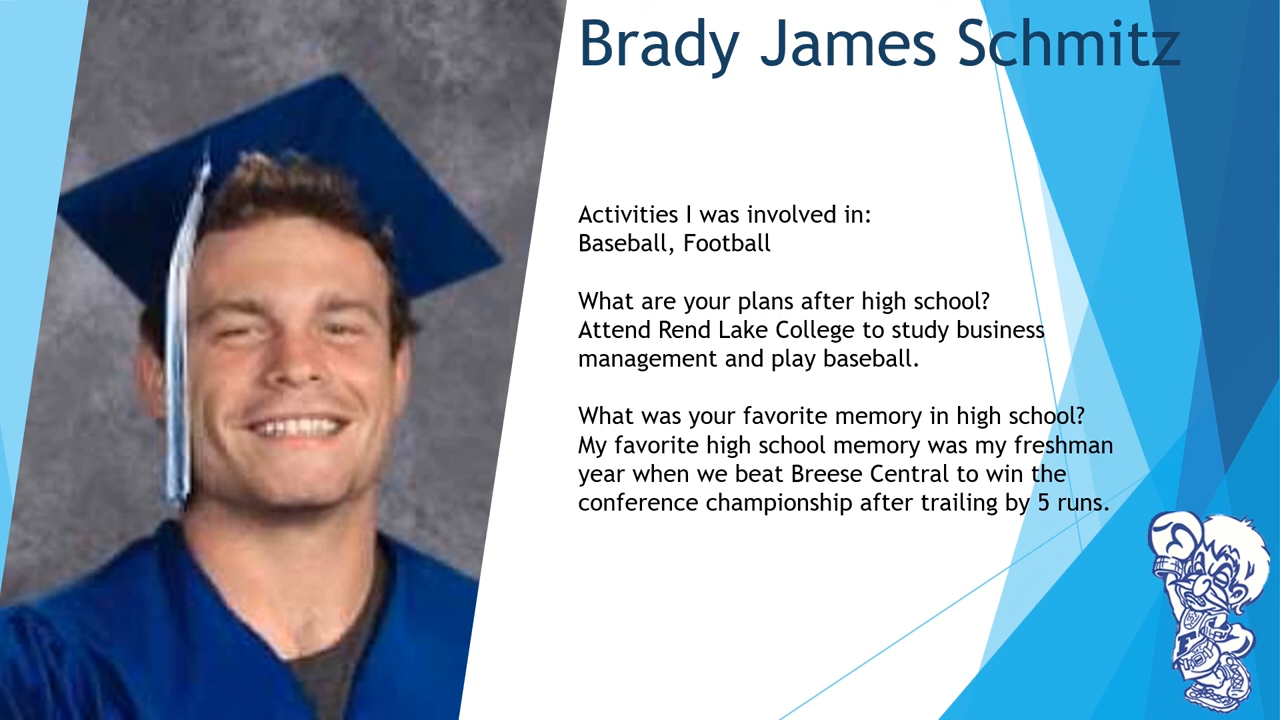 Brady James Schmitz
Activities I was involved in:
Baseball, Football
What are your plans after high school?
Attend Rend Lake College to study business
management and play baseball.
What was your favorite memory in high school?
My favorite high school memory was my freshman
year when we beat Breese Central to win the
conference championship after trailing by 5 runs.